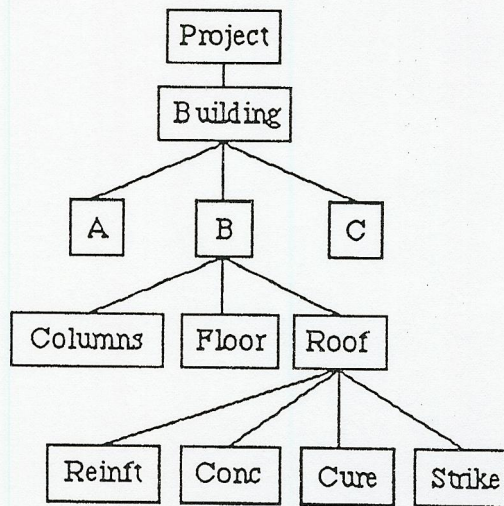 Project
Building
A B C
Columns Floor Roof
Reinft Conc Cure Strike